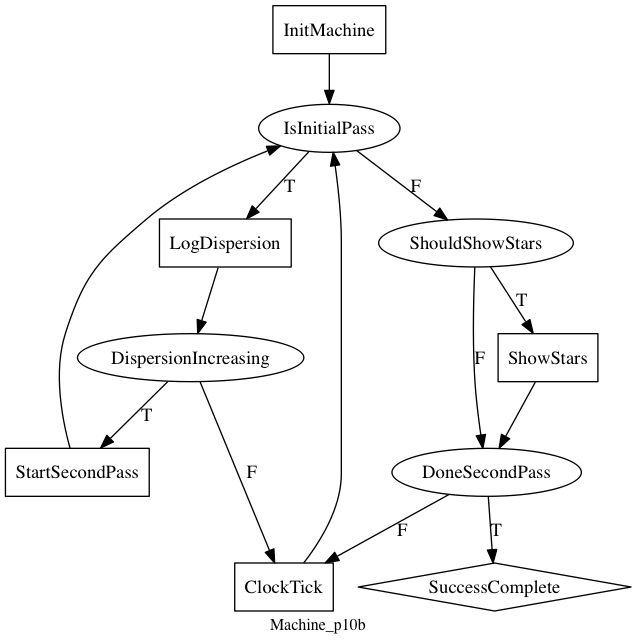 InitMachine
IsInitialPass
T
F
LogDispersion
ShouldShowStars
T
DispersionIncreasing
F
ShowStars
T
StartSecondPass
F
DoneSecondPass
F
T
ClockTick
SuccessComplete
Machine_p10b